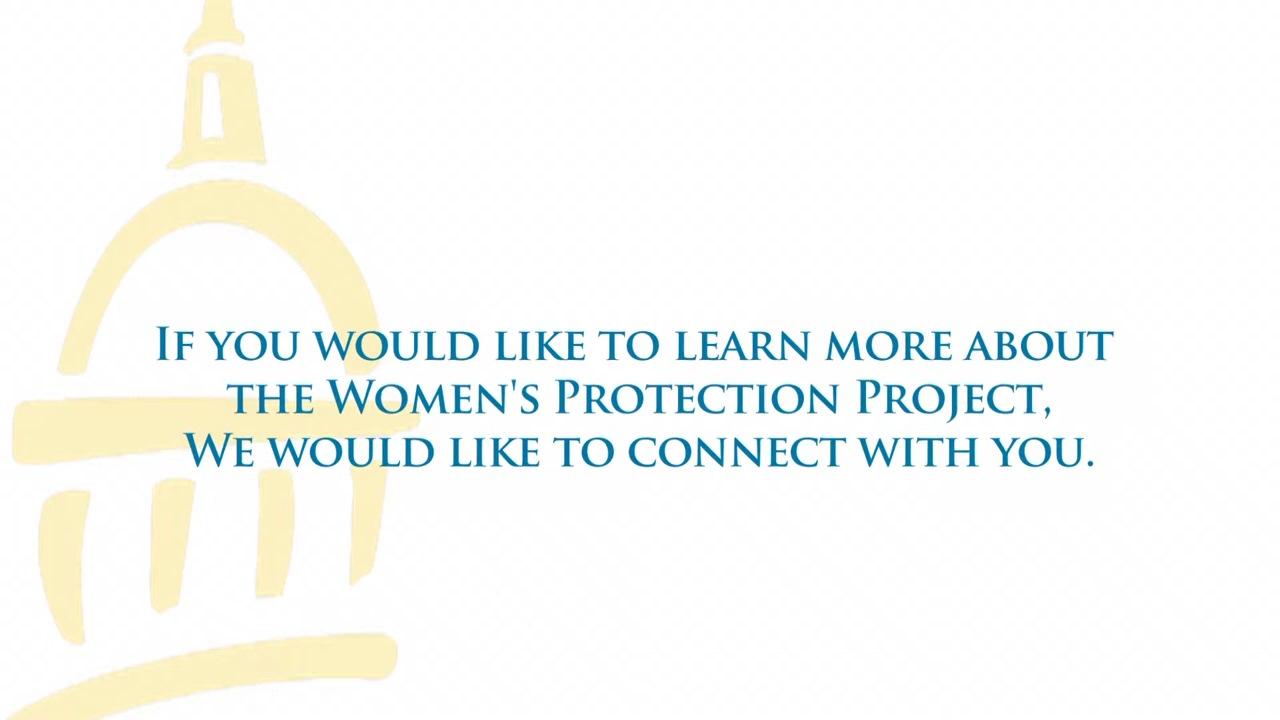 If you would like to learn more about
the Women's Protection Project,
We would like to connect with you.